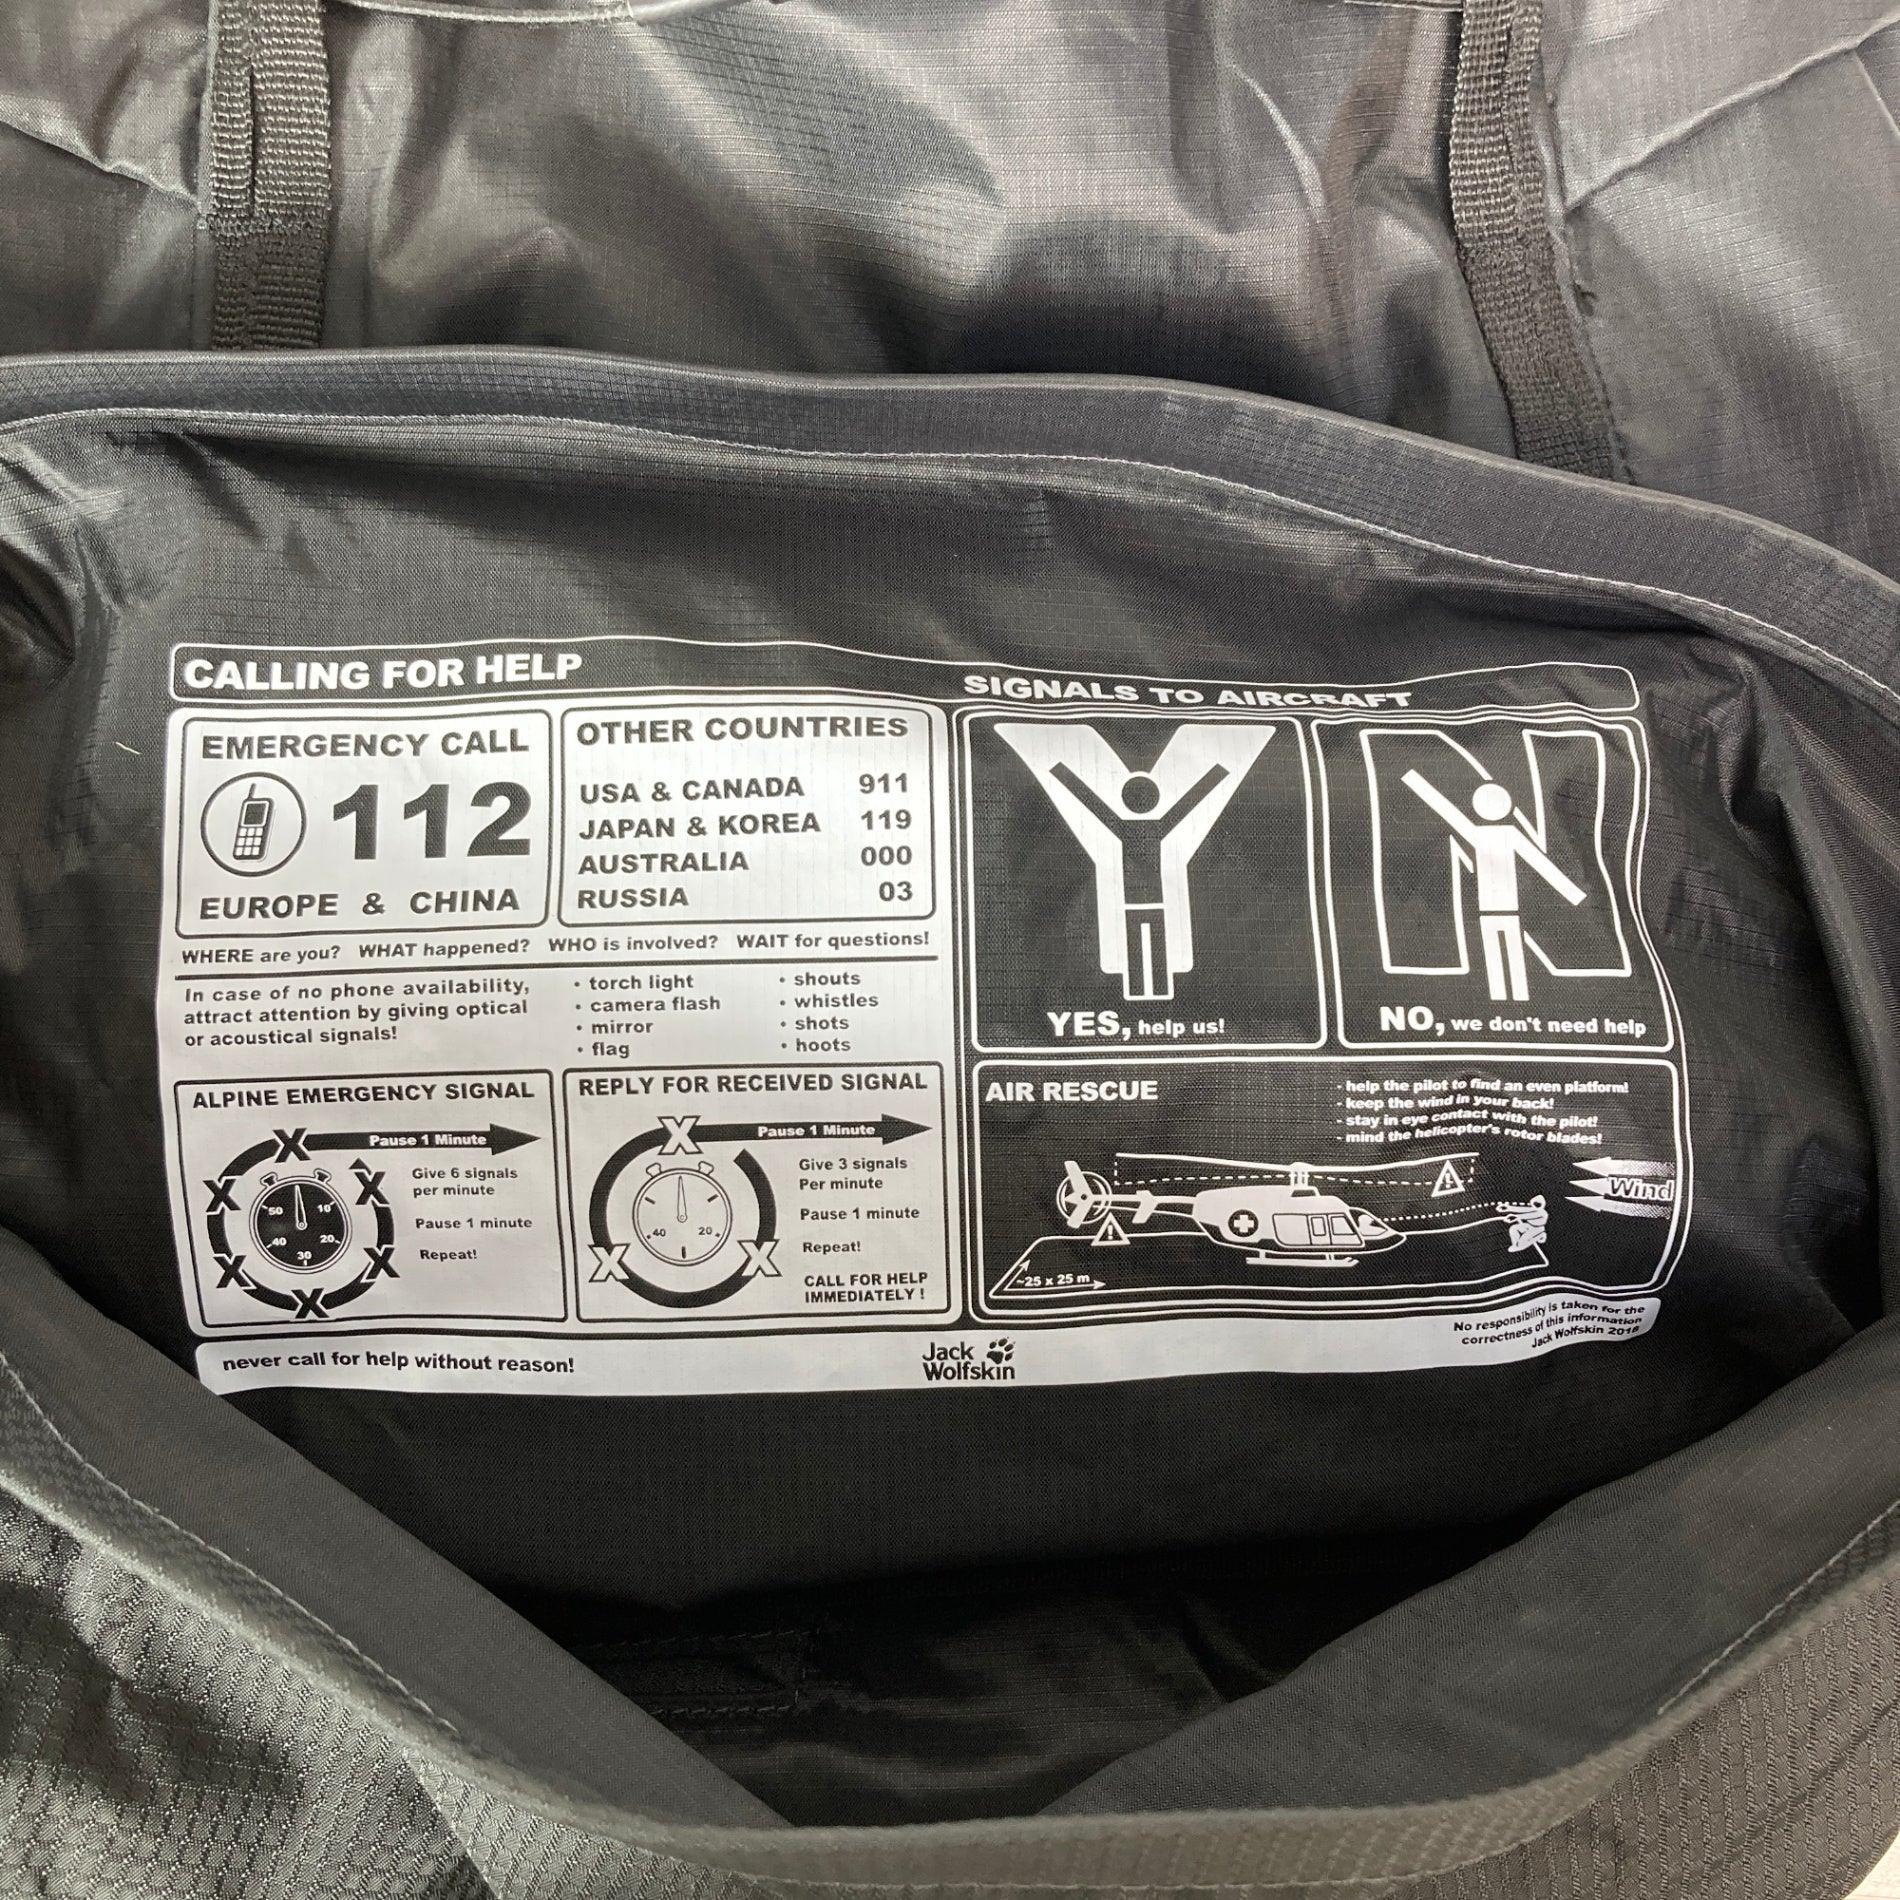 CALLING FOR HELP
EMERGENCY CALL
112
EUROPE & CHINA
OTHER COUNTRIES
USA & CANADA 911
JAPAN & KOREA 119
AUSTRALIA 000
RUSSIA 03
WHERE are you? WHAT happened? WHO is involved? WAIT for questions!
In case of no phone availability,
attract attention by giving optical
or acoustical signals!
• torch light
• camera flash
• mirror
• flag
• shouts
• whistles
• shots
• hoots
ALPINE EMERGENCY SIGNAL
X Pause 1 Minute
X X
X X
X
50 10
40 20
30
Give 6 signals
per minute
Pause 1 minute
Repeat!
REPLY FOR RECEIVED SIGNAL
X Pause 1 Minute
X X
40 20
Give 3 signals
Per minute
Pause 1 minute
Repeat!
CALL FOR HELP
IMMEDIATELY !
SIGNALS TO AIRCRAFT
Y
YES, help us!
N
NO, we don't need help
AIR RESCUE
- help the pilot to find an even platform!
- keep the wind in your back!
- stay in eye contact with the pilot!
- mind the helicopter's rotor blades!
Wind
! !
~25 x 25 m
never call for help without reason!
Jack
Wolfskin
No responsibility is taken for the
correctness of this information
Jack Wolfskin